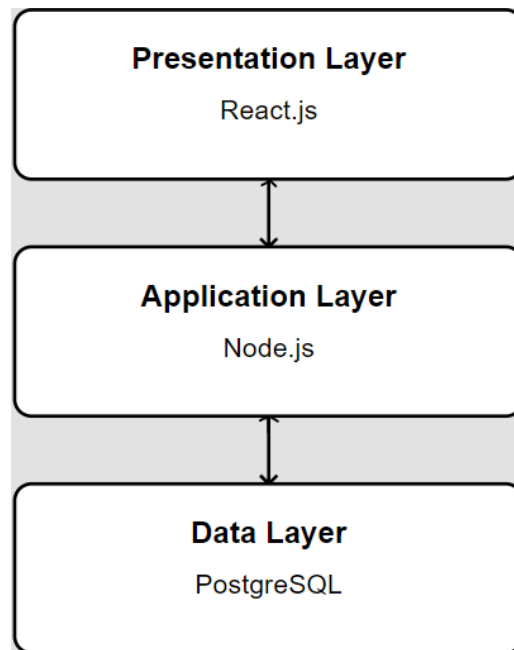 Presentation Layer
React.js
Application Layer
Node.js
Data Layer
PostgreSQL